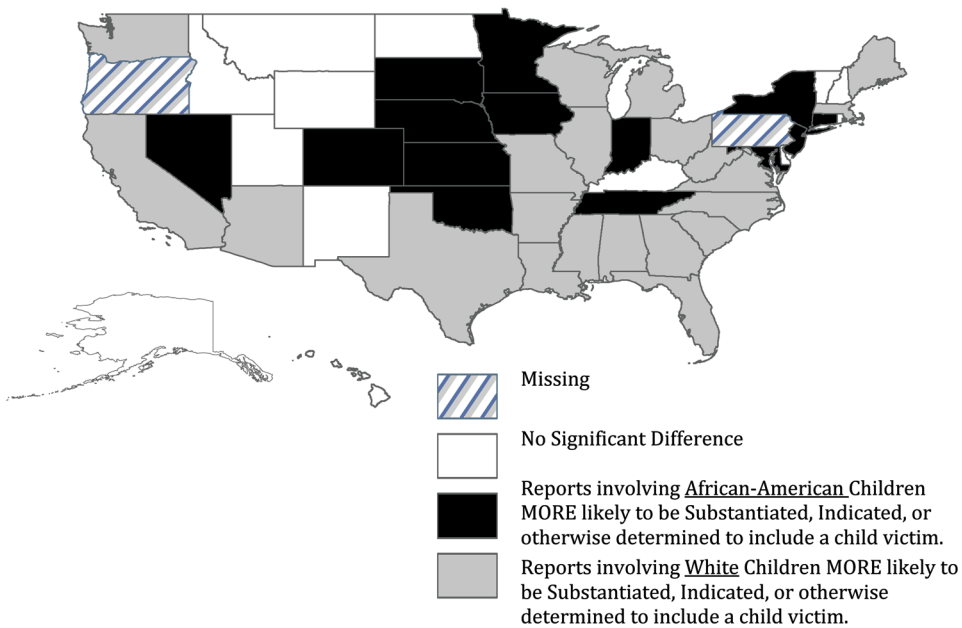 Missing
No Significant Difference
Reports involving African-American Children
MORE likely to be Substantiated, Indicated, or
otherwise determined to include a child victim.
Reports involving White Children MORE likely to
be Substantiated, Indicated, or otherwise
determined to include a child victim.